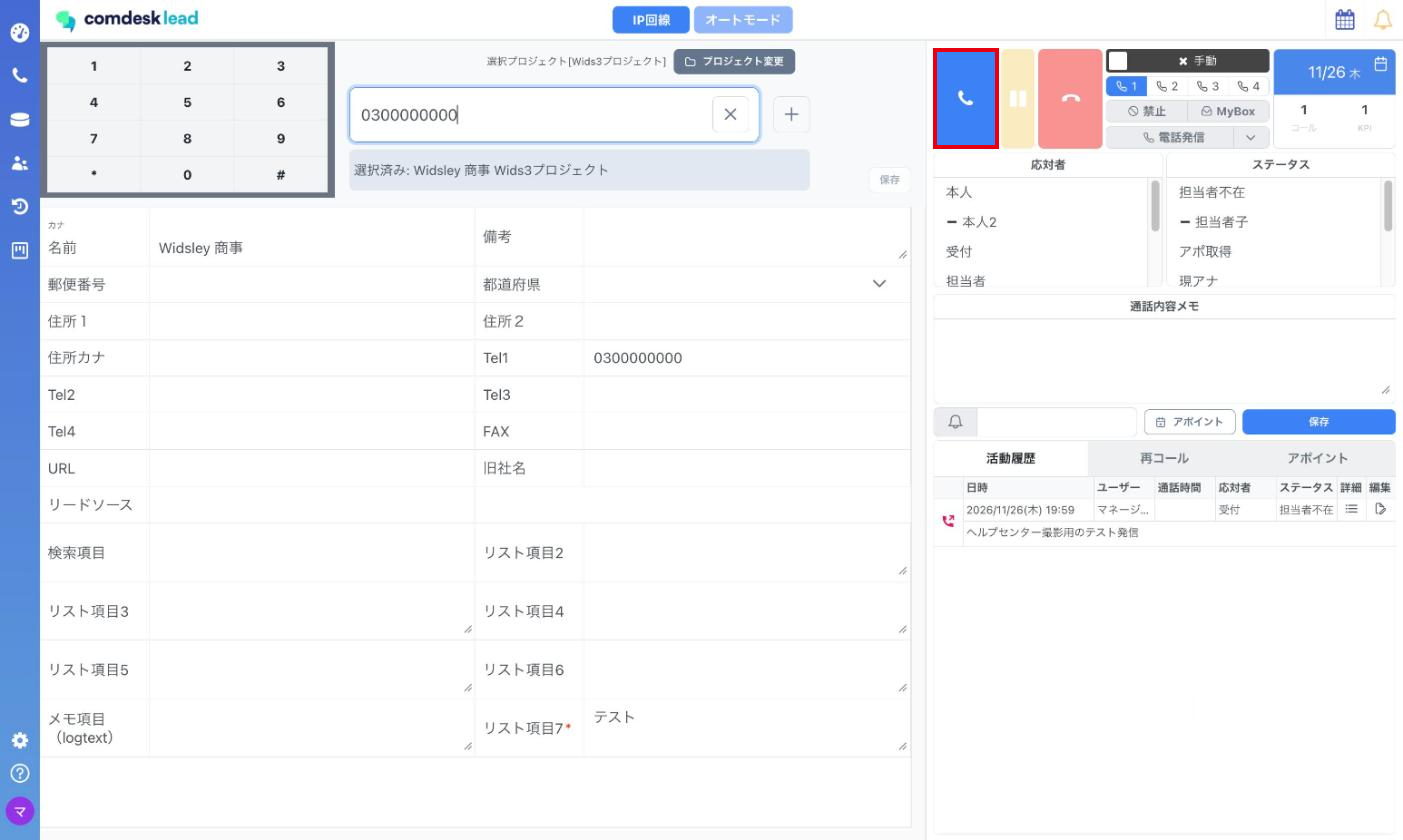 comdesk lead
IP回線
オートモード
1 2 3
4 5 6
7 8 9
* 0 #
選択プロジェクト[Wids3プロジェクト]
プロジェクト変更
0300000000
選択済み: Widsley 商事 Wids3プロジェクト
保存
カナ
名前 Widsley 商事 備考
郵便番号 都道府県
住所１ 住所２
住所カナ Tel1 0300000000
Tel2 Tel3
Tel4 FAX
URL 旧社名
リードソース
検索項目 リスト項目2
リスト項目3 リスト項目4
リスト項目5 リスト項目6
メモ項目
（logtext） リスト項目7* テスト
マ
手動
1 2 3 4
禁止 MyBox
電話発信
11/26 木
1 1
コール KPI
応対者
本人
ー 本人2
受付
担当者
ステータス
担当者不在
ー 担当者子
アポ取得
現アナ
通話内容メモ
アポイント 保存
活動履歴 再コール アポイント
日時 ユーザー 通話時間 応対者 ステータス 詳細 編集
2026/11/26(木) 19:59 マネージ... 受付 担当者不在
ヘルプセンター撮影用のテスト発信